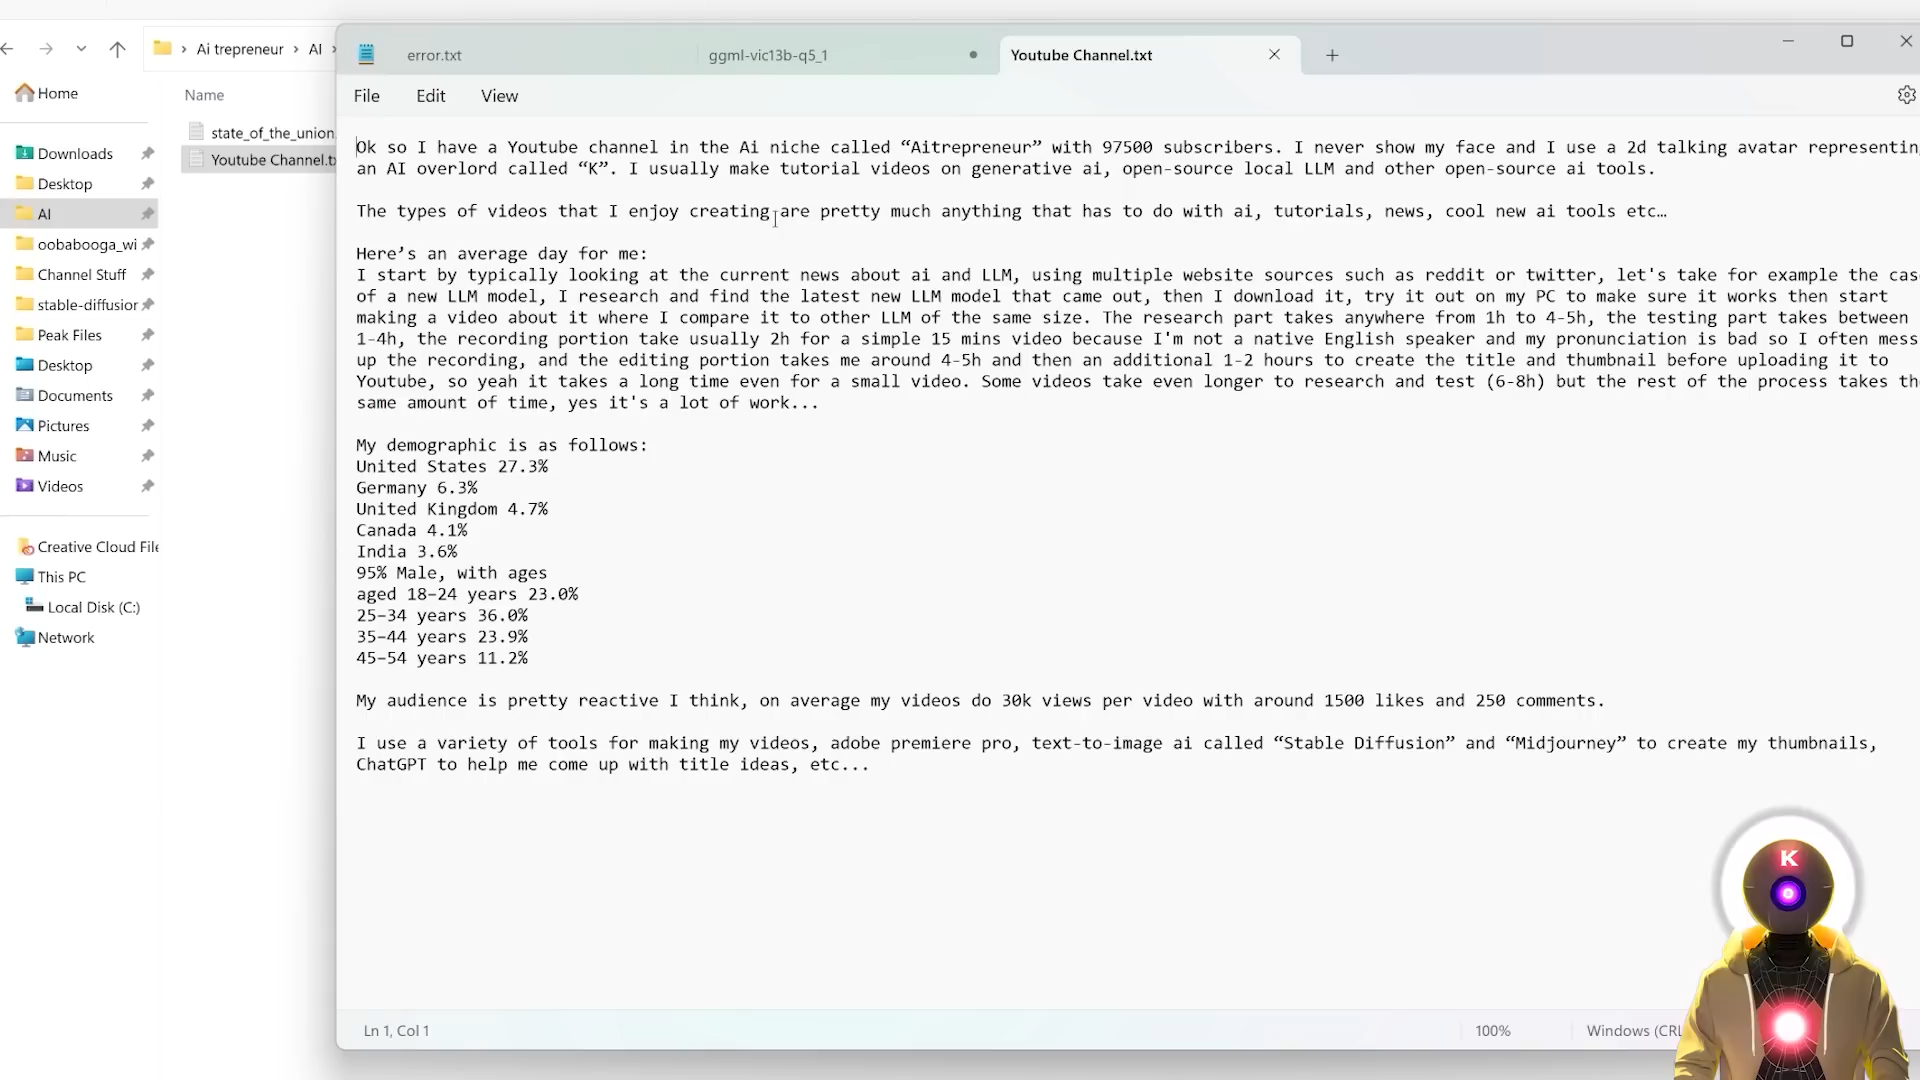 Ai trepreneur
AI
error.txt
ggml-vic13b-q5_1
Youtube Channel.txt
File
Edit
View
Home
Downloads
Desktop
AI
oobabooga_wi
Channel Stuff
stable-diffusior
Peak Files
Desktop
Documents
Pictures
Music
Videos
Creative Cloud File
This PC
Local Disk (C:)
Network
Name
state_of_the_union.
Youtube Channel.tx
Ok so I have a Youtube channel in the Ai niche called “Aitrepreneur” with 97500 subscribers. I never show my face and I use a 2d talking avatar representin
an AI overlord called “K”. I usually make tutorial videos on generative ai, open-source local LLM and other open-source ai tools.
The types of videos that I enjoy creating are pretty much anything that has to do with ai, tutorials, news, cool new ai tools etc…
Here’s an average day for me:
I start by typically looking at the current news about ai and LLM, using multiple website sources such as reddit or twitter, let's take for example the cas
of a new LLM model, I research and find the latest new LLM model that came out, then I download it, try it out on my PC to make sure it works then start
making a video about it where I compare it to other LLM of the same size. The research part takes anywhere from 1h to 4-5h, the testing part takes between
1-4h, the recording portion take usually 2h for a simple 15 mins video because I'm not a native English speaker and my pronunciation is bad so I often mess
up the recording, and the editing portion takes me around 4-5h and then an additional 1-2 hours to create the title and thumbnail before uploading it to
Youtube, so yeah it takes a long time even for a small video. Some videos take even longer to research and test (6-8h) but the rest of the process takes th
same amount of time, yes it's a lot of work...
My demographic is as follows:
United States 27.3%
Germany 6.3%
United Kingdom 4.7%
Canada 4.1%
India 3.6%
95% Male, with ages
aged 18–24 years 23.0%
25–34 years 36.0%
35–44 years 23.9%
45–54 years 11.2%
My audience is pretty reactive I think, on average my videos do 30k views per video with around 1500 likes and 250 comments.
I use a variety of tools for making my videos, adobe premiere pro, text-to-image ai called “Stable Diffusion” and “Midjourney” to create my thumbnails,
ChatGPT to help me come up with title ideas, etc...
K
Ln 1, Col 1
100%
Windows (CRL